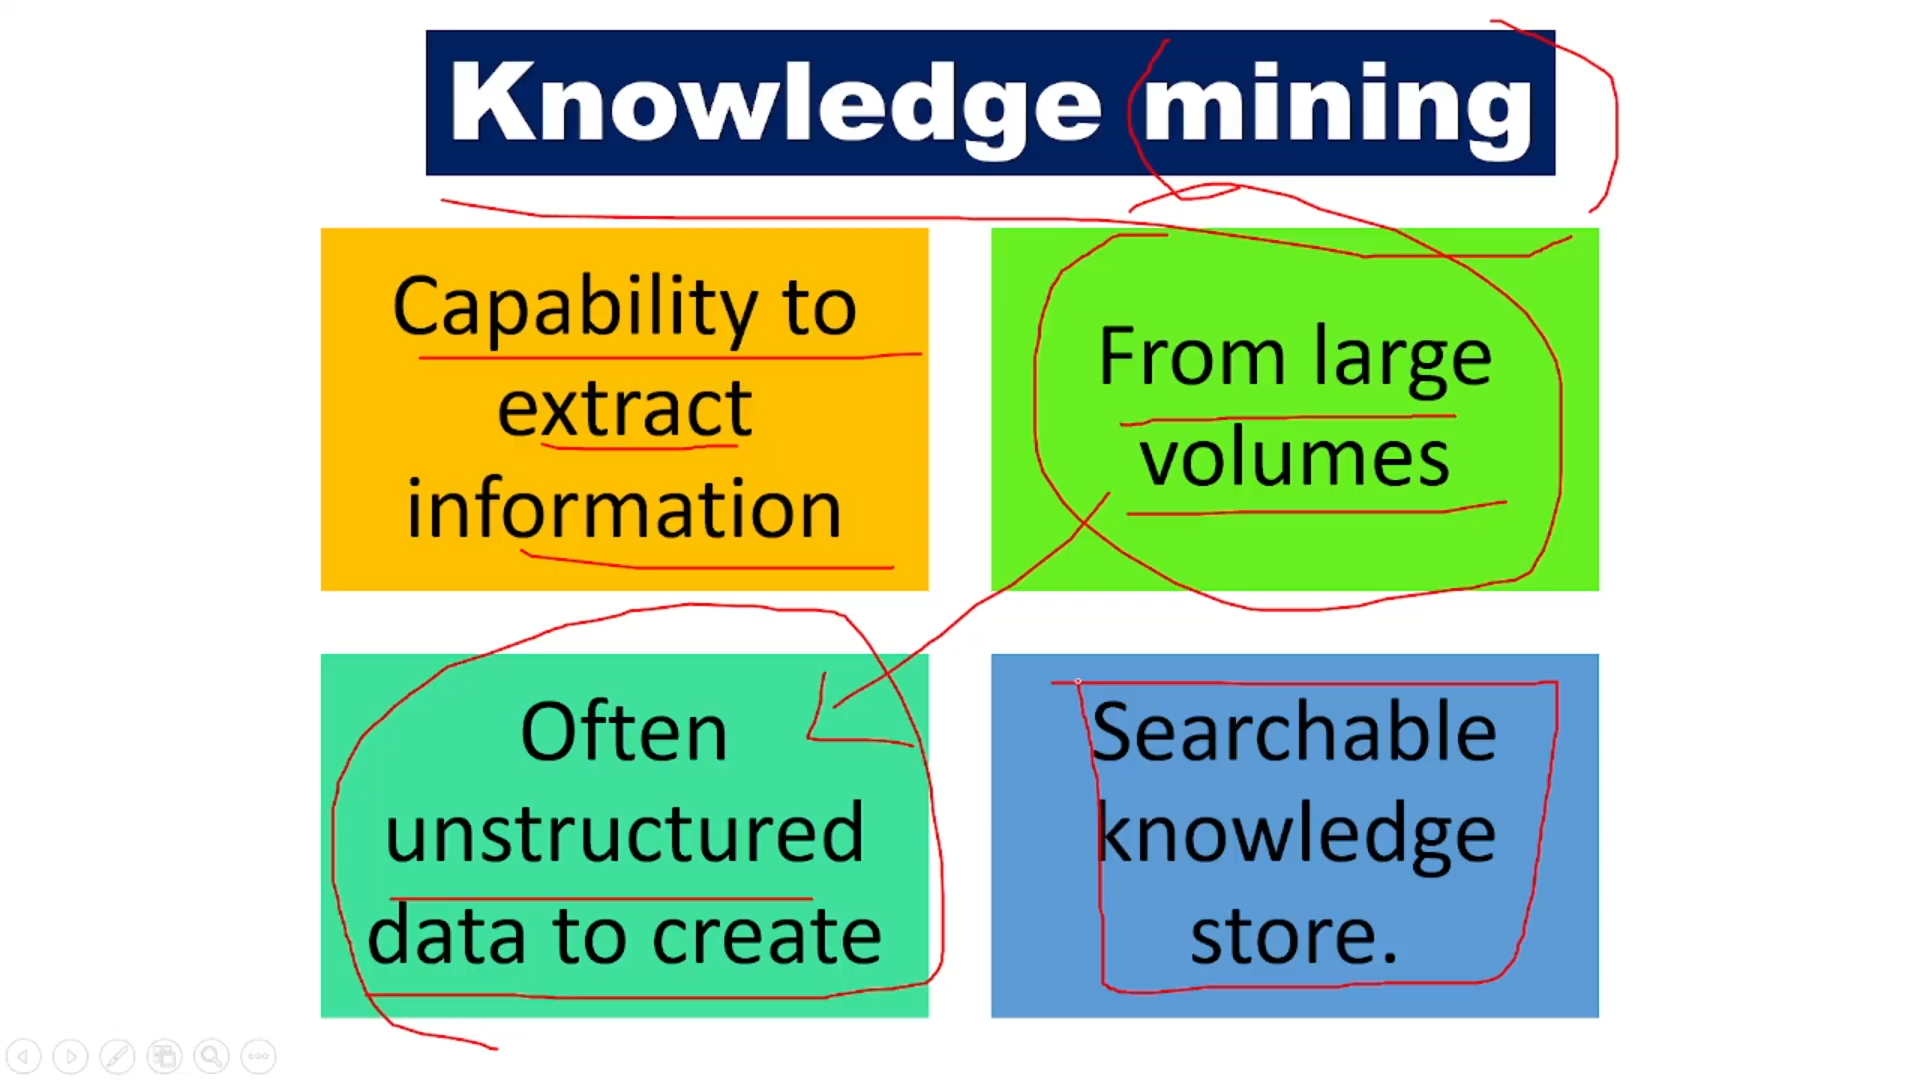 Knowledge mining
Capability to
extract
information
From large
volumes
Often
unstructured
data to create
Searchable
knowledge
store.